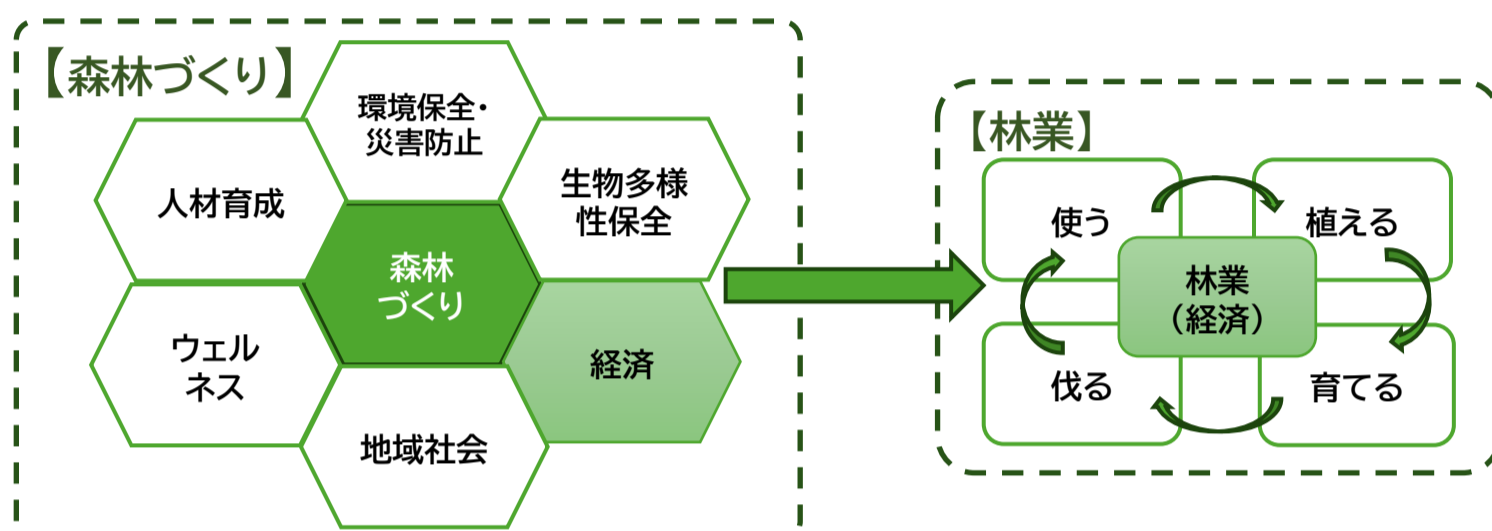 【森林づくり】
環境保全・
災害防止
人材育成
生物多様
性保全
森林
づくり
ウェル
ネス
経済
地域社会
【林業】
使う
植える
林業
（経済）
伐る
育てる